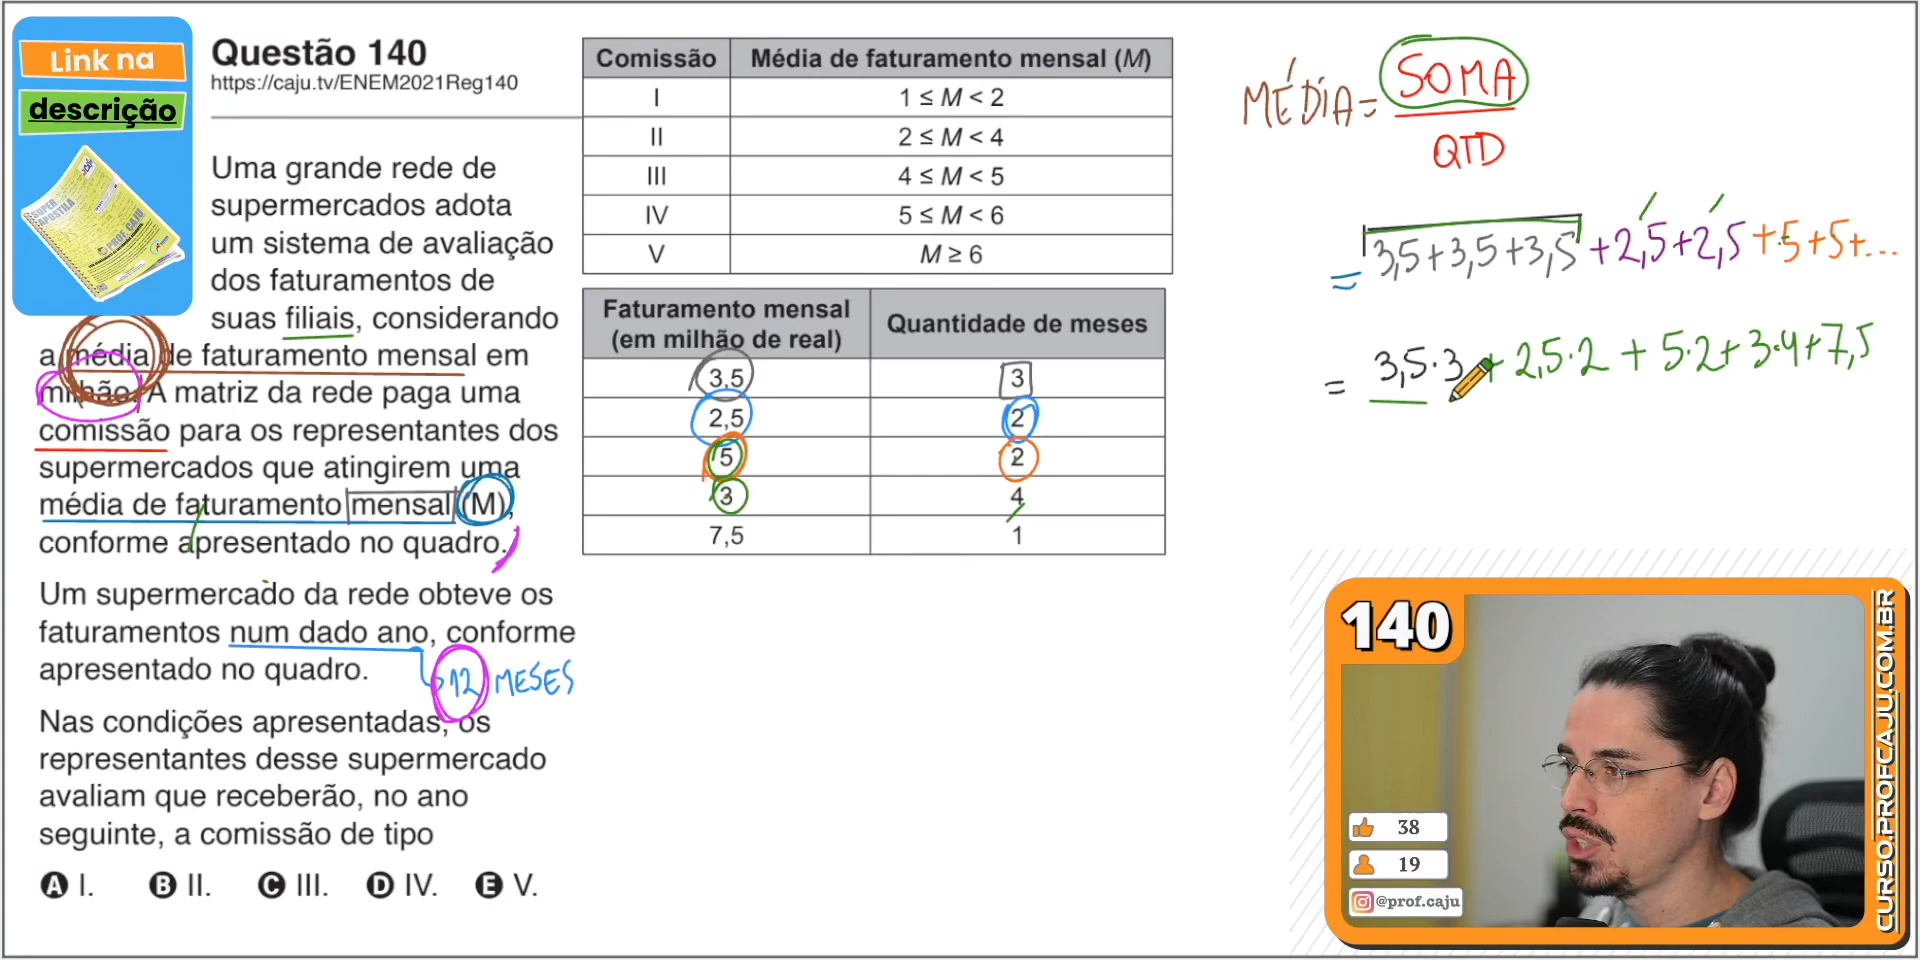 Link na
descrição
Questão 140
https://caju.tv/ENEM2021Reg140
Uma grande rede de
supermercados adota
um sistema de avaliação
dos faturamentos de
suas filiais, considerando
a média de faturamento mensal em
milhão. A matriz da rede paga uma
comissão para os representantes dos
supermercados que atingirem uma
média de faturamento mensal (M),
conforme apresentado no quadro.
Um supermercado da rede obteve os
faturamentos num dado ano, conforme
apresentado no quadro.
12 MESES
Nas condições apresentadas, os
representantes desse supermercado
avaliam que receberão, no ano
seguinte, a comissão de tipo
A I. B II. C III. D IV. E V.
Comissão Média de faturamento mensal (M)
I 1 ≤ M < 2
II 2 ≤ M < 4
III 4 ≤ M < 5
IV 5 ≤ M < 6
V M ≥ 6
Faturamento mensal
(em milhão de real) Quantidade de meses
3,5 3
2,5 2
5 2
3 4
7,5 1
MÉDIA = SOMA
QTD
= 3,5+3,5+3,5 +2,5+2,5 +5+5+...
= 3,5·3 + 2,5·2 + 5·2 + 3·4 + 7,5
SUPER
APOSTILA
PROF. CAJU
140
38
19
@prof.caju
CURSO.PROFCAJU.COM.BR